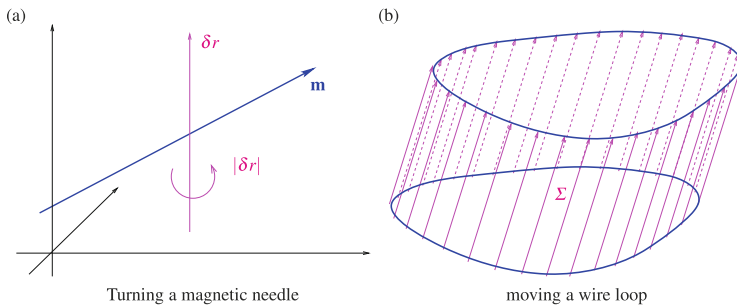 (a)
δr
m
|δr|
Turning a magnetic needle
(b)
Σ
moving a wire loop